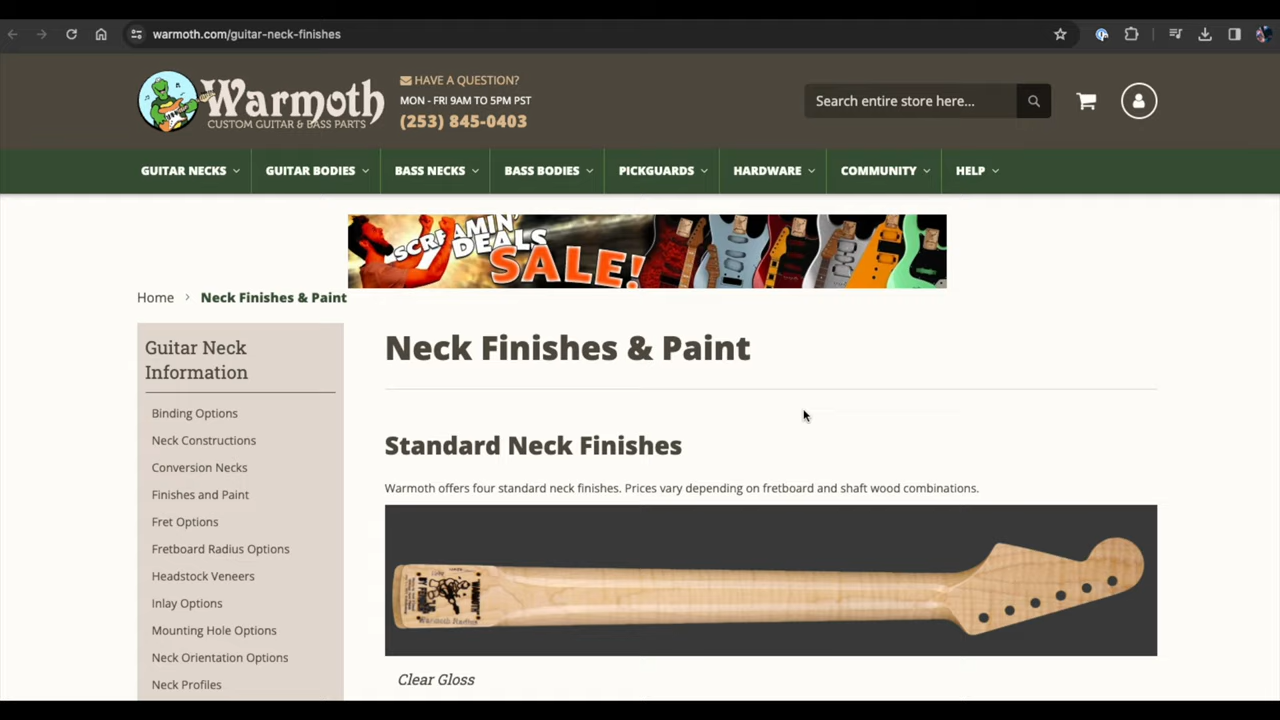 warmoth.com/guitar-neck-finishes
Warmoth
CUSTOM GUITAR & BASS PARTS
HAVE A QUESTION?
MON - FRI 9AM TO 5PM PST
(253) 845-0403
Search entire store here...
GUITAR NECKS
GUITAR BODIES
BASS NECKS
BASS BODIES
PICKGUARDS
HARDWARE
COMMUNITY
HELP
SCREAMIN'
DEALS
SALE!
Home > Neck Finishes & Paint
Guitar Neck
Information
Binding Options
Neck Constructions
Conversion Necks
Finishes and Paint
Fret Options
Fretboard Radius Options
Headstock Veneers
Inlay Options
Mounting Hole Options
Neck Orientation Options
Neck Profiles
Neck Finishes & Paint
Standard Neck Finishes
Warmoth offers four standard neck finishes. Prices vary depending on fretboard and shaft wood combinations.
WARMOTH
Clear Gloss